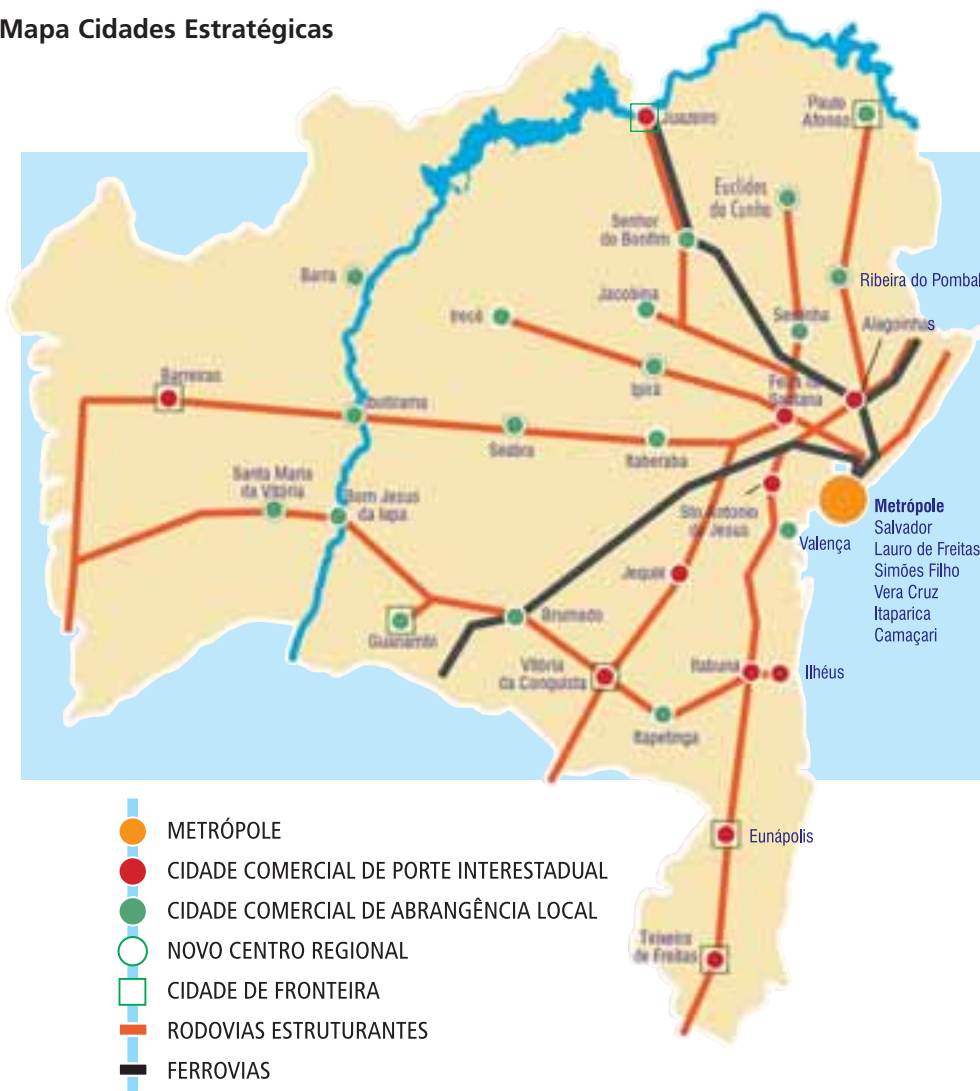 Mapa Cidades Estratégicas
Juazeiro
Paulo
Afonso
Euclides
da Cunha
Senhor
do Bonfim
Barra
Ribeira do Pombal
Jacobina
Irecê
Serrinha
Alagoinhas
Barreiras
Ipirá
Feira de
Santana
Ibotirama
Seabra
Itaberaba
Santa Maria
da Vitória
Bom Jesus
da lapa
Sto Antonio
de Jesus
Valença
Metrópole
Salvador
Lauro de Freitas
Simões Filho
Vera Cruz
Itaparica
Camaçari
Jequié
Guanambi
Brumado
Vitória
da Conquista
Itabuna
Ilhéus
Itapetinga
Eunápolis
Teixeira
de Freitas
METRÓPOLE
CIDADE COMERCIAL DE PORTE INTERESTADUAL
CIDADE COMERCIAL DE ABRANGÊNCIA LOCAL
NOVO CENTRO REGIONAL
CIDADE DE FRONTEIRA
RODOVIAS ESTRUTURANTES
FERROVIAS